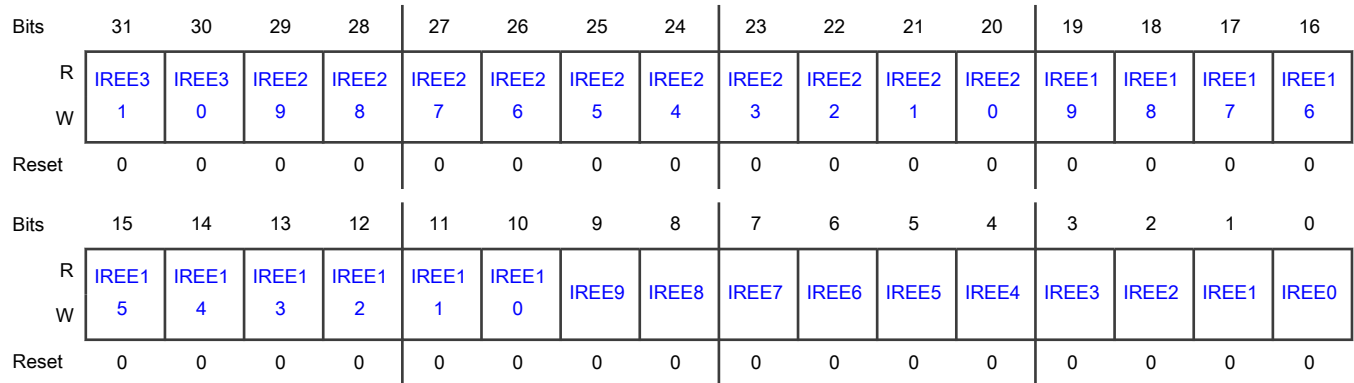 Bits 31 30 29 28 27 26 25 24 23 22 21 20 19 18 17 16
R IREE3 IREE3 IREE2 IREE2 IREE2 IREE2 IREE2 IREE2 IREE2 IREE2 IREE2 IREE2 IREE1 IREE1 IREE1 IREE1
W 1 0 9 8 7 6 5 4 3 2 1 0 9 8 7 6
Reset 0 0 0 0 0 0 0 0 0 0 0 0 0 0 0 0
Bits 15 14 13 12 11 10 9 8 7 6 5 4 3 2 1 0
R IREE1 IREE1 IREE1 IREE1 IREE1 IREE1 IREE9 IREE8 IREE7 IREE6 IREE5 IREE4 IREE3 IREE2 IREE1 IREE0
W 5 4 3 2 1 0
Reset 0 0 0 0 0 0 0 0 0 0 0 0 0 0 0 0